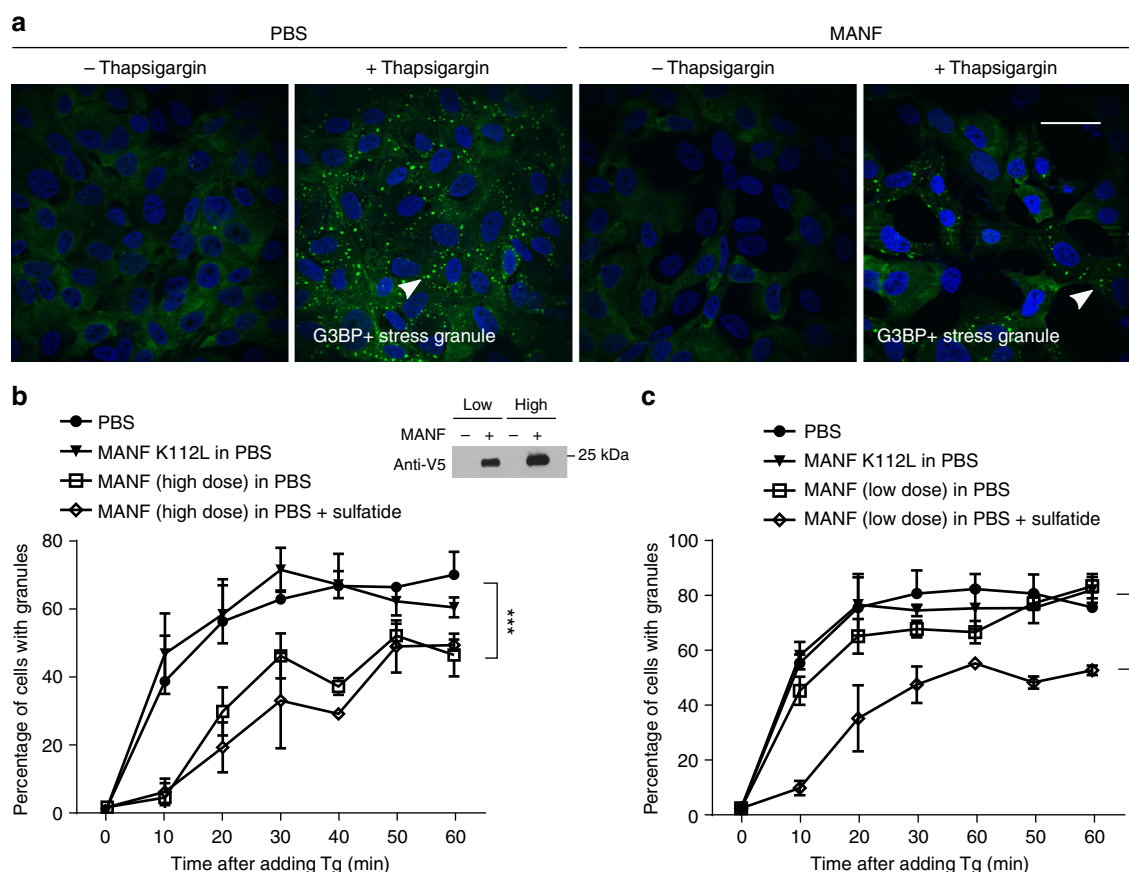 a
PBS
MANF
– Thapsigargin
+ Thapsigargin
– Thapsigargin
+ Thapsigargin
G3BP+ stress granule
G3BP+ stress granule
b
PBS
MANF K112L in PBS
MANF (high dose) in PBS
MANF (high dose) in PBS + sulfatide
Low High
MANF – + – +
Anti-V5
25 kDa
Percentage of cells with granules
80
60
40
20
0
***
0 10 20 30 40 50 60
Time after adding Tg (min)
c
PBS
MANF K112L in PBS
MANF (low dose) in PBS
MANF (low dose) in PBS + sulfatide
Percentage of cells with granules
100
80
60
40
20
0
0 10 20 30 60 50 60
Time after adding Tg (min)